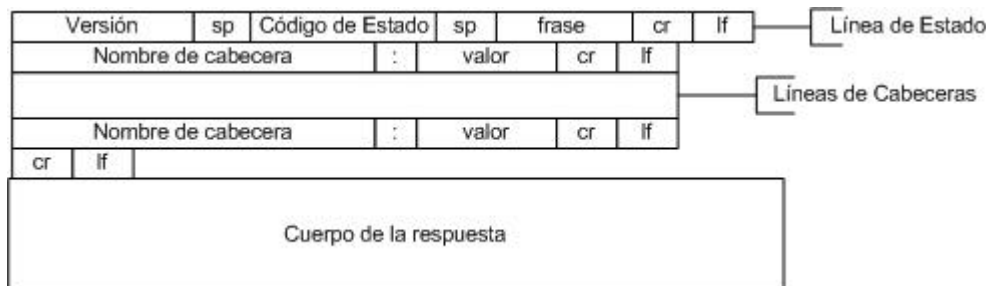 Versión sp Código de Estado sp frase cr lf Línea de Estado
Nombre de cabecera : valor cr lf
Líneas de Cabeceras
Nombre de cabecera : valor cr lf
cr lf
Cuerpo de la respuesta